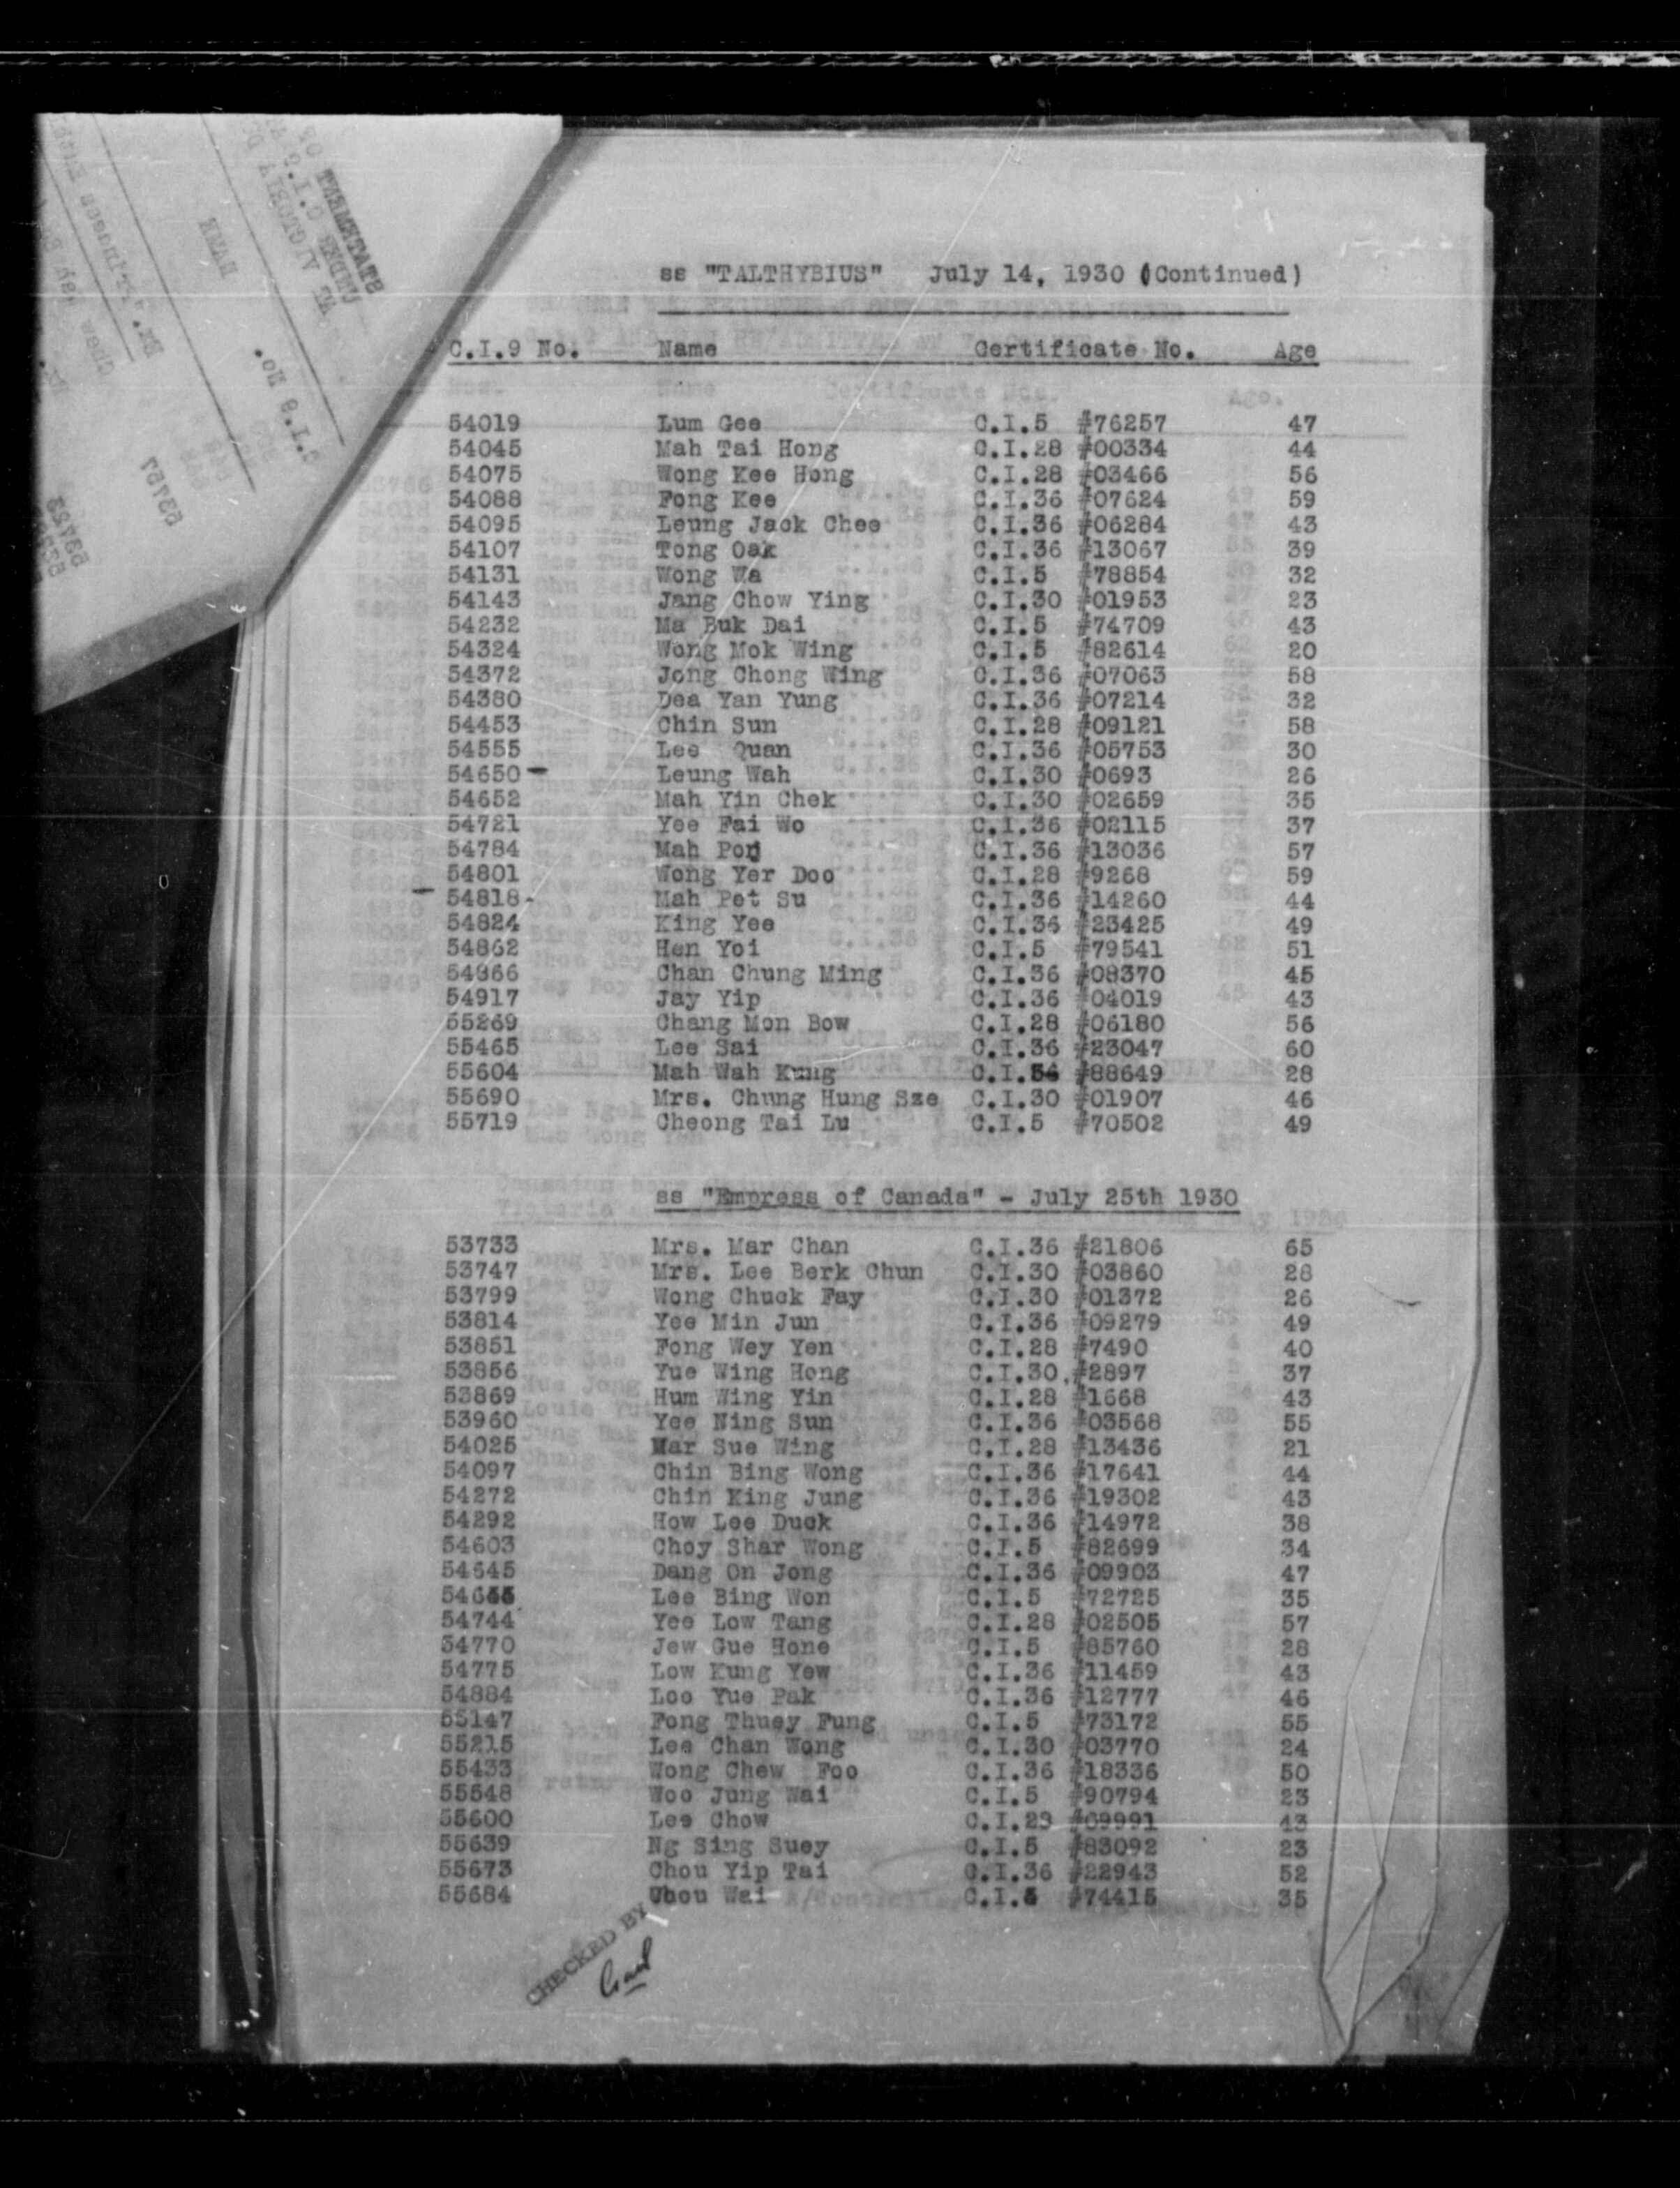 ss "TALTHYBIUS" July 14, 1930 (Continued)
C.I.9 No. Name Certificate No. Age
54019 Lum Gee C.I.5 #76257 47
54045 Mah Tai Hong C.I.28 #00334 44
54075 Wong Kee Hong C.I.28 #03466 56
54088 Fong Kee C.I.36 #07624 59
54095 Leung Jack Chee C.I.36 #06284 43
54107 Tong Oak C.I.36 #13067 39
54131 Wong Wa C.I.5 #78854 32
54143 Jang Chow Ying C.I.30 #01953 23
54232 Ma Buk Dai C.I.5 #74709 43
54324 Wong Mok Wing C.I.5 #82614 20
54372 Jong Chong Wing C.I.36 #07063 58
54380 Dea Yan Yung C.I.36 #07214 32
54453 Chin Sun C.I.28 #09121 58
54555 Lee Quan C.I.36 #05753 30
54650 - Leung Wah C.I.30 #0693 26
54652 Mah Yin Chek C.I.30 #02659 35
54721 Yee Fai Wo C.I.36 #02115 37
54784 Mah C.I.36 #13036 57
54801 Wong Yer Doo C.I.28 #9268 59
- 54818- Mah Pet Su C.I.36 #14260 44
54824 King Yee C.I.36 #23425 49
54862 Hen Yoi C.I.5 #79541 51
54966 Chan Chung Ming C.I.36 #08370 45
54917 Jay Yip C.I.36 #04019 43
55269 Chang Mon Bow C.I.28 #06180 56
55465 Lee Sai C.I.36 #23047 60
55604 Mah Wah Kung #88649 28
55690 Mrs. Chung Hung Sze C.I.30 #01907 46
55719 Cheong Tai Lu C.I.5 #70502 49
ss "Empress of Canada" - July 25th 1930
53733 Mrs. Mar Chan C.I.36 #21806 65
53747 Mrs. Lee Berk Chun C.I.30 #03860 28
53799 Wong Chuck Fay C.I.30 #01372 26
53814 Yee Min Jun C.I.36 #09279 49
53851 Fong Wey Yen C.I.28 #7490 40
53856 Yue Wing Hong C.I.30 #2897 37
53869 Hum Wing Yin C.I.28 #1668 43
53960 Yee Ning Sun C.I.36 #03568 55
54025 Mar Sue Wing C.I.28 #13436 21
54097 Chin Bing Wong C.I.36 #17641 44
54272 Chin King Jung C.I.36 #19302 43
54292 How Lee Duck C.I.36 #14972 38
54603 Choy Shar Wong C.I.5 #82699 34
54645 Dang On Jong C.I.36 #09903 47
Lee Bing Won C.I.5 #72725 35
54744 Yee Low Tang C.I.28 #02505 57
54770 Jew Gue Hone C.I.5 #85760 28
54775 Low Kung Yew C.I.36 #11459 43
54884 Loo Yue Pak C.I.36 #12777 46
55147 Fong Thuey Fung C.I.5 #73172 55
55215 Lee Chan Wong C.I.30 #03770 24
55433 Wong Chew Foo C.I.36 #18336 50
55548 Woo Jung Wai C.I.5 #90794 23
55600 Lee Chow #09991 43
55639 Ng Sing Suey C.I.5 #83092 23
55673 Chou Yip Tai C.I.36 #22943 52
55684 Chou Wai #74415 35
CHECKED BY